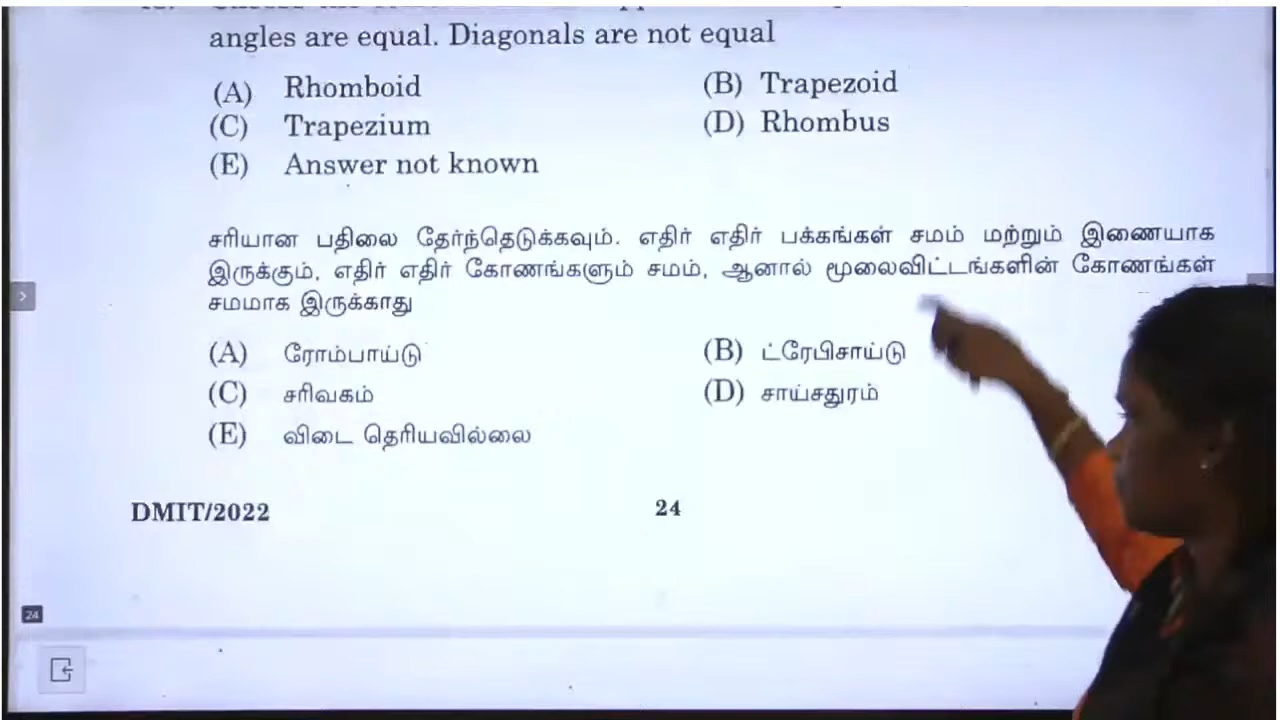 angles are equal. Diagonals are not equal
(A) Rhomboid (B) Trapezoid
(C) Trapezium (D) Rhombus
(E) Answer not known
சரியான பதிலை தேர்ந்தெடுக்கவும். எதிர் எதிர் பக்கங்கள் சமம் மற்றும் இணையாக
இருக்கும். எதிர் எதிர் கோணங்களும் சமம், ஆனால் மூலைவிட்டங்களின் கோணங்கள்
சமமாக இருக்காது
(A) ரோம்பாய்டு (B) ட்ரேபிசாய்டு
(C) சரிவகம் (D) சாய்சதுரம்
(E) விடை தெரியவில்லை
DMIT/2022 24
24